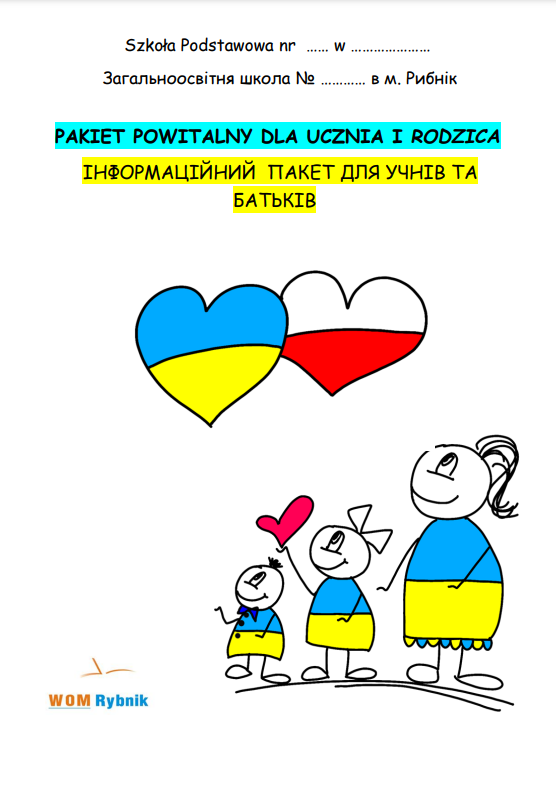 Szkoła Podstawowa nr …… w …………………
Загальноосвітня школа № ………… в м. Рибнік
PAKIET POWITALNY DLA UCZNIA I RODZICA
ІНФОРМАЦІЙНИЙ ПАКЕТ ДЛЯ УЧНІВ ТА
БАТЬКІВ
WOM Rybnik